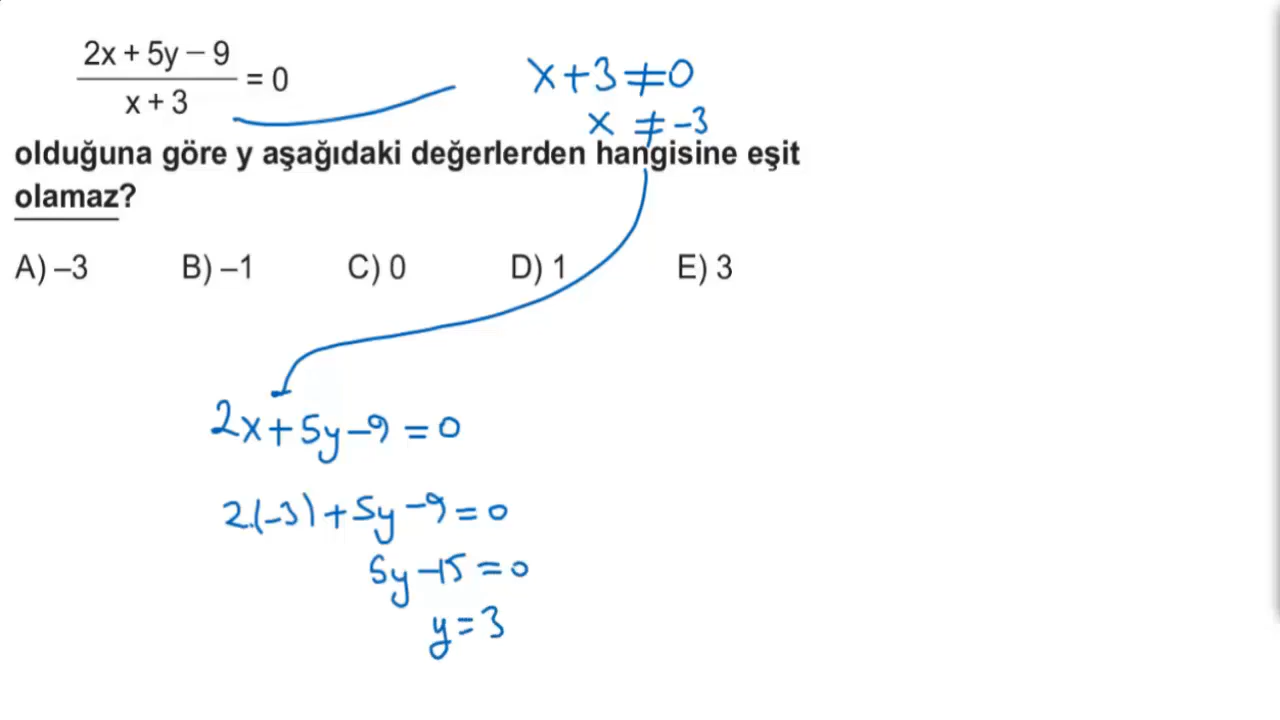 2x + 5y – 9
x + 3
= 0
x+3≠0
x ≠ -3
olduğuna göre y aşağıdaki değerlerden hangisine eşit
olamaz?
A) –3 B) –1 C) 0 D) 1 E) 3
2x+5y-9=0
2.(-3)+5y-9=0
5y-15=0
y=3